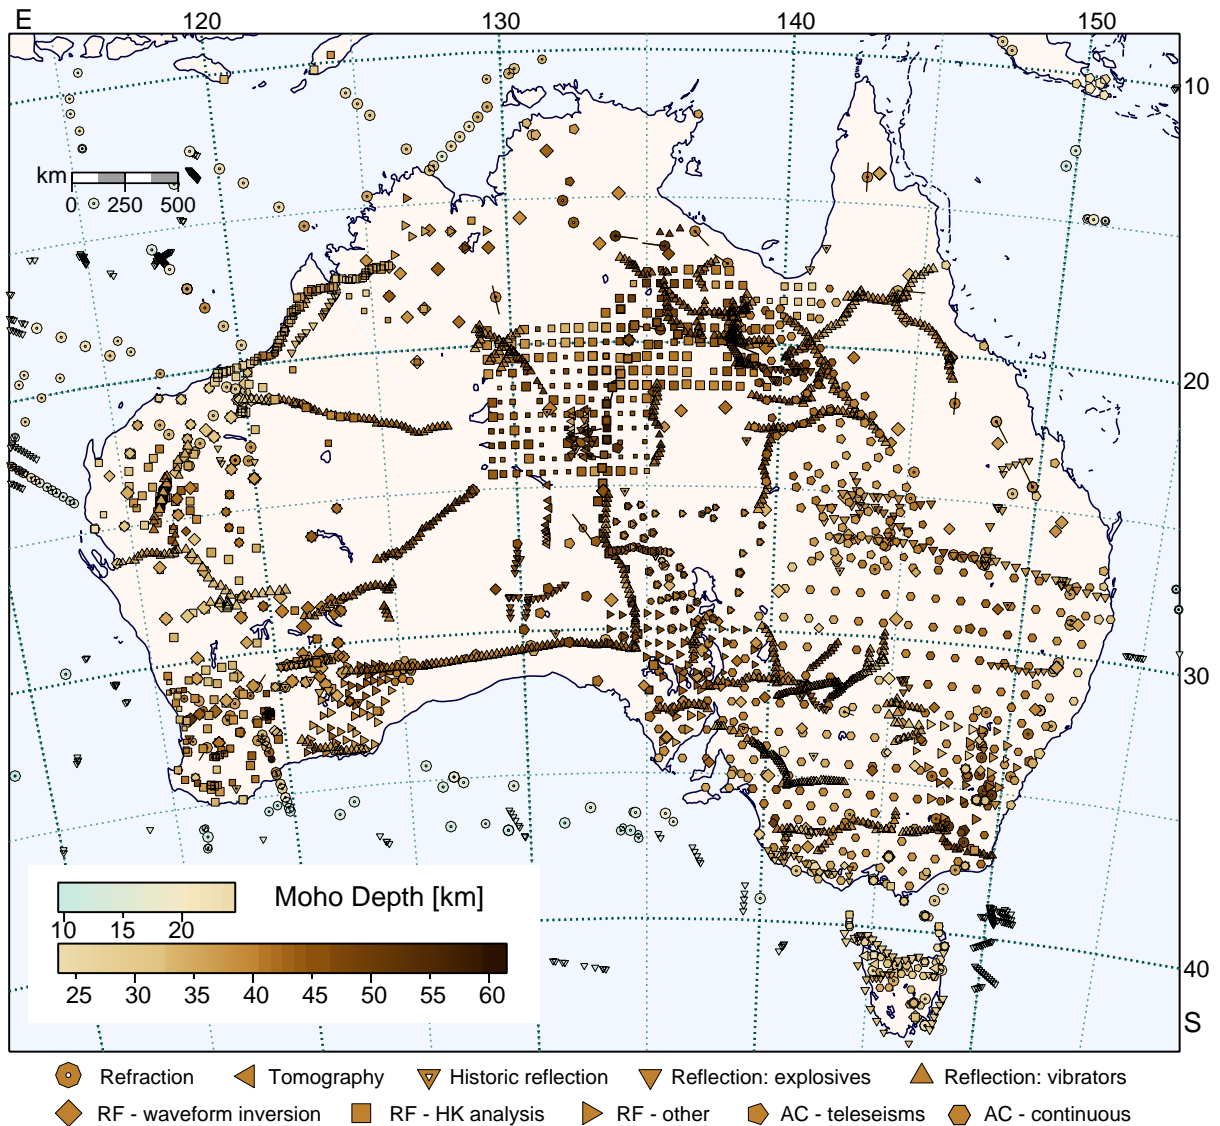 E 120 130 140 150
10
km
0 250 500
20
30
Moho Depth [km]
10 15 20
25 30 35 40 45 50 55 60
40
S
Refraction Tomography Historic reflection Reflection: explosives Reflection: vibrators
RF - waveform inversion RF - HK analysis RF - other AC - teleseisms AC - continuous